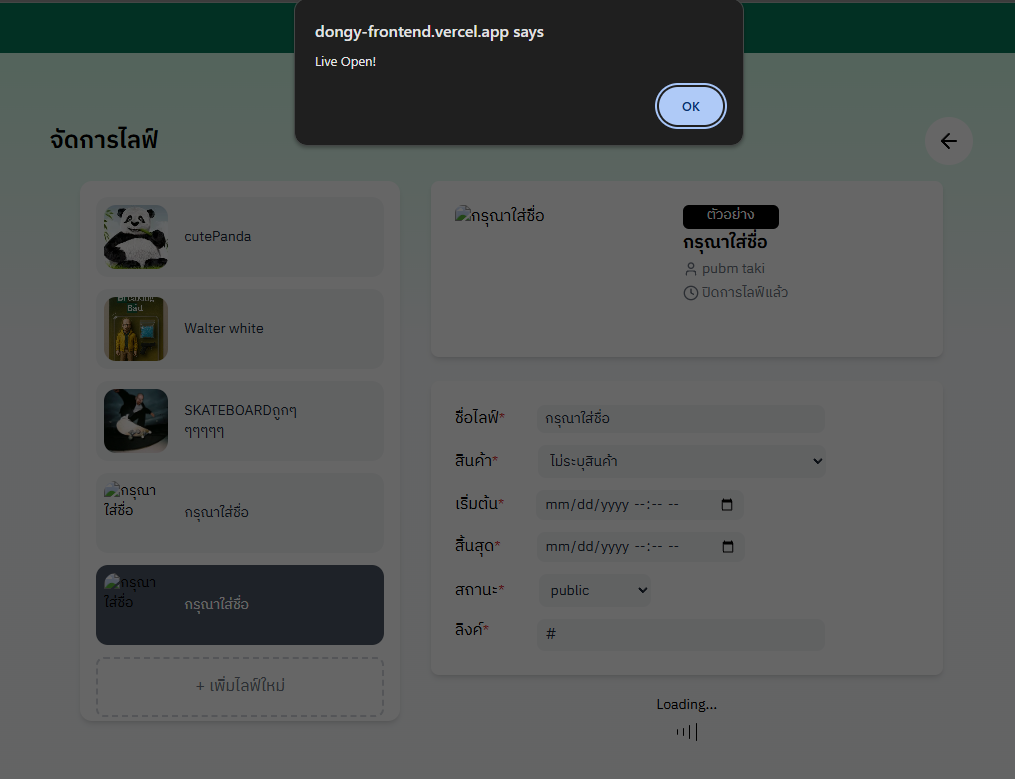 dongy-frontend.vercel.app says
Live Open!
OK
จัดการไลฟ์
cutePanda
Breaking
Bad
Walter white
SKATEBOARDถูกๆ
ๆๆๆๆๆ
กรุณา
ใส่ชื่อ
กรุณาใส่ชื่อ
กรุณา
ใส่ชื่อ
กรุณาใส่ชื่อ
+ เพิ่มไลฟ์ใหม่
กรุณาใส่ชื่อ
ตัวอย่าง
กรุณาใส่ชื่อ
pubm taki
ปิดการไลฟ์แล้ว
ชื่อไลฟ์* กรุณาใส่ชื่อ
สินค้า* ไม่ระบุสินค้า
เริ่มต้น* mm/dd/yyyy --:-- --
สิ้นสุด* mm/dd/yyyy --:-- --
สถานะ* public
ลิงค์* #
Loading...